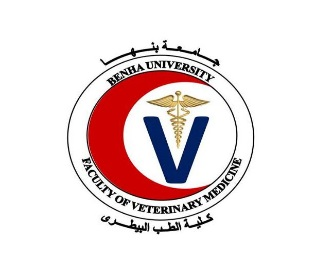 جامعة بنها
BENHA UNIVERSITY
V
FACULTY OF VETERINARY MEDICINE
كلية الطب البيطرى